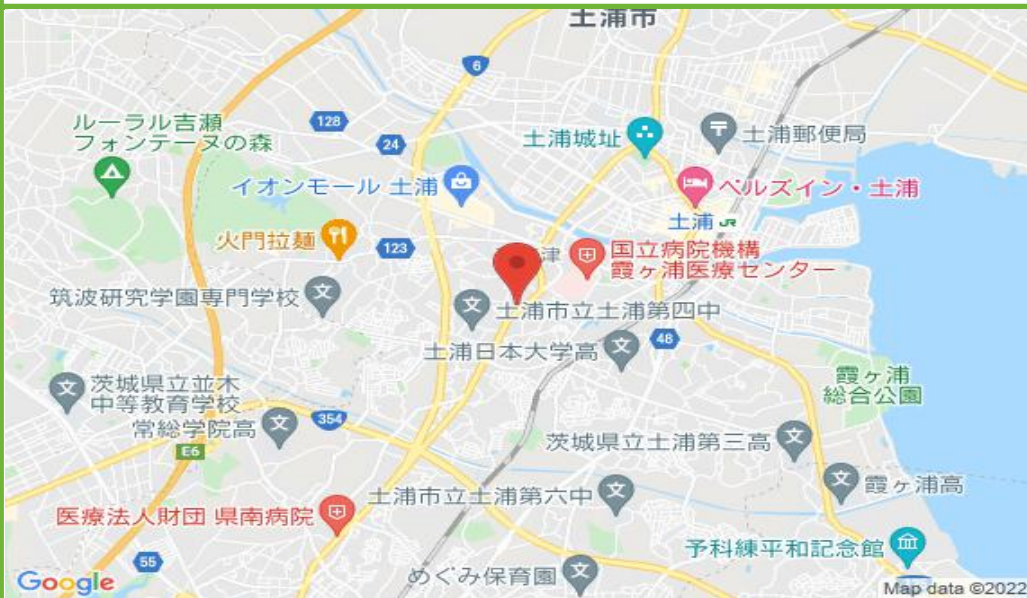 土浦市
6
ルーラル吉瀬
フォンテーヌの森
128
24
土浦城址
土浦郵便局
イオンモール 土浦
ベルズイン・土浦
土浦 JR
火門拉麺
123
津
国立病院機構
霞ヶ浦医療センター
筑波研究学園専門学校
土浦市立土浦第四中
土浦日本大学高
48
茨城県立並木
中等教育学校
霞ヶ浦
総合公園
常総学院高
354
E6
茨城県立土浦第三高
土浦市立土浦第六中
霞ヶ浦高
医療法人財団 県南病院
予科練平和記念館
55
めぐみ保育園
Google
Map data ©2022